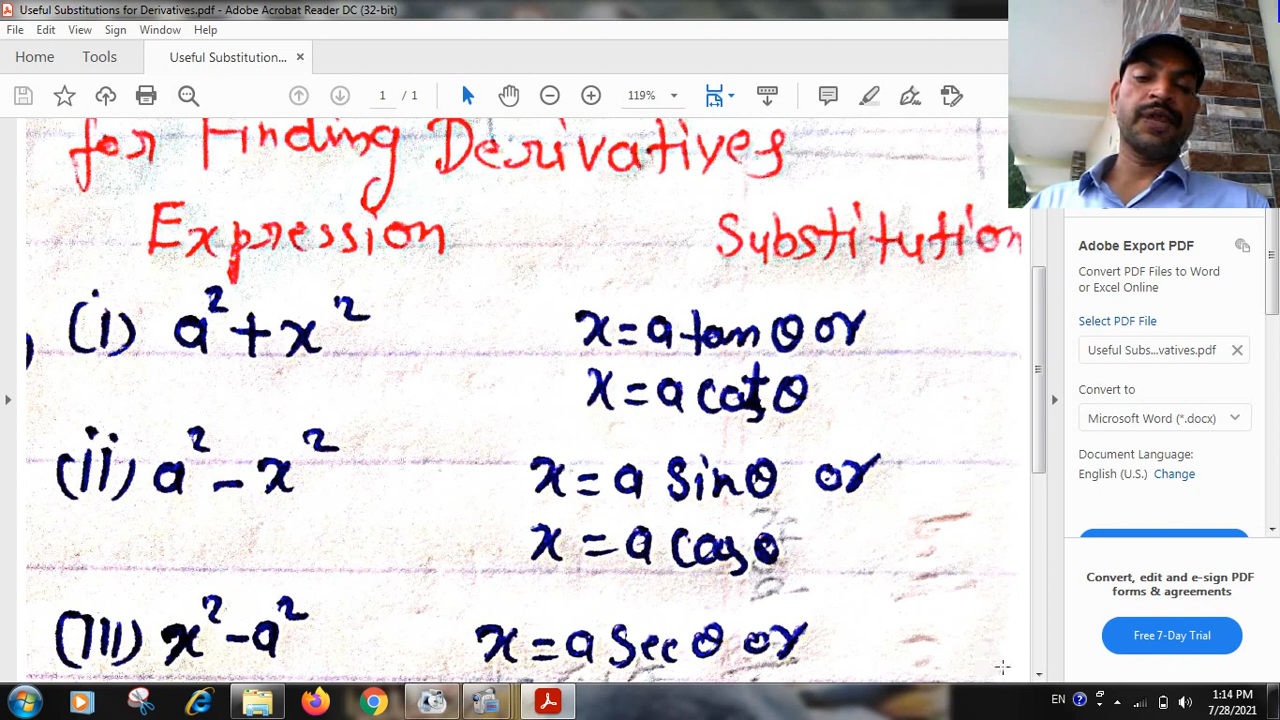 Useful Substitutions for Derivatives.pdf - Adobe Acrobat Reader DC (32-bit)
File Edit View Sign Window Help
Home Tools Useful Substitution... ×
1 / 1 119%
for Finding Derivatives
Expression Substitution
(i) a²+x² x=a tanθ or
x=a cotθ
(ii) a²-x² x=a sinθ or
x=a cosθ
(iii) x²-a² x=a secθ or
Adobe Export PDF
Convert PDF Files to Word
or Excel Online
Select PDF File
Useful Subs...vatives.pdf ×
Convert to
Microsoft Word (*.docx)
Document Language:
English (U.S.) Change
Convert, edit and e-sign PDF
forms & agreements
Free 7-Day Trial
EN 1:14 PM
7/28/2021